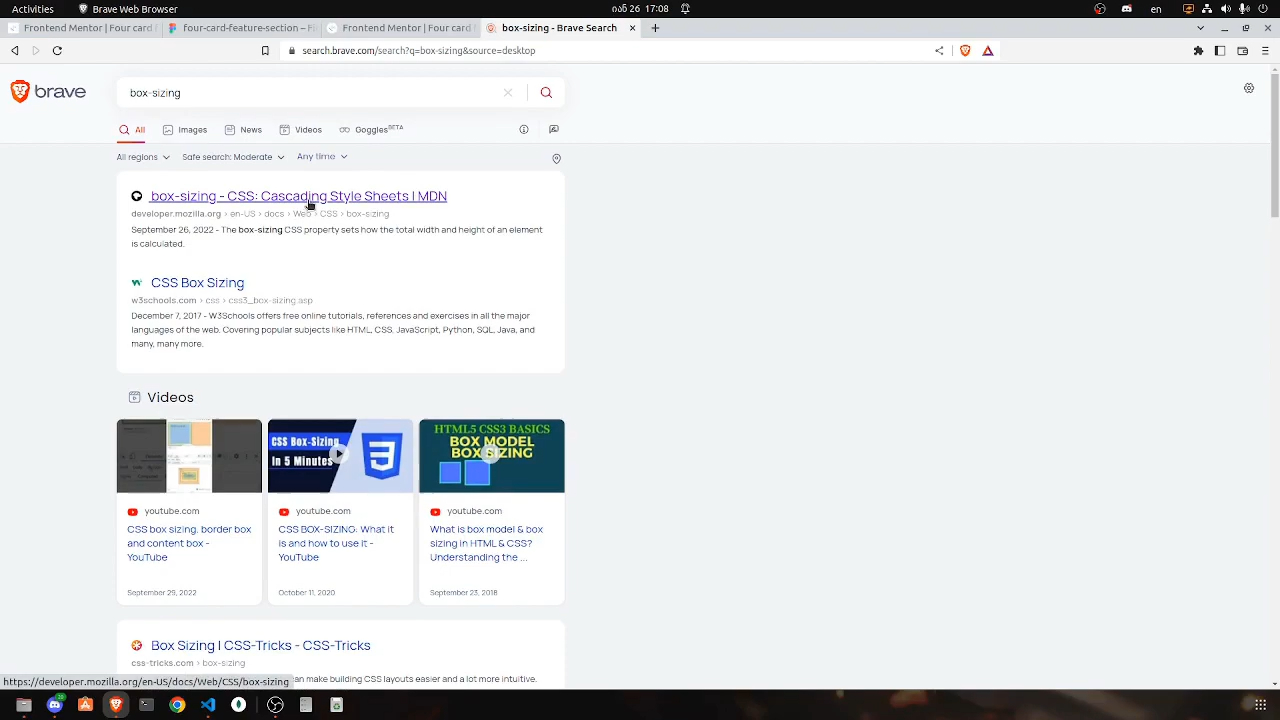 Activities
Brave Web Browser
ოქტ 26 17:08
en
Frontend Mentor | Four card
four-card-feature-section – Fi
Frontend Mentor | Four card
box-sizing - Brave Search
search.brave.com/search?q=box-sizing&source=desktop
brave
box-sizing
All
Images
News
Videos
Goggles BETA
All regions
Safe search: Moderate
Any time
box-sizing - CSS: Cascading Style Sheets | MDN
developer.mozilla.org › en-US › docs › Web › CSS › box-sizing
September 26, 2022 - The box-sizing CSS property sets how the total width and height of an element
is calculated.
CSS Box Sizing
w3schools.com › css › css3_box-sizing.asp
December 7, 2017 - W3Schools offers free online tutorials, references and exercises in all the major
languages of the web. Covering popular subjects like HTML, CSS, JavaScript, Python, SQL, Java, and
many, many more.
Videos
CSS Box-Sizing
In 5 Minutes
3
HTML5 CSS3 BASICS
BOX MODEL
BOX SIZING
youtube.com
CSS box sizing, border box
and content box -
YouTube
September 29, 2022
youtube.com
CSS BOX-SIZING: What it
is and how to use it -
YouTube
October 11, 2020
youtube.com
What is box model & box
sizing in HTML & CSS?
Understanding the ...
September 23, 2018
Box Sizing | CSS-Tricks - CSS-Tricks
css-tricks.com › box-sizing
an make building CSS layouts easier and a lot more intuitive.
https://developer.mozilla.org/en-US/docs/Web/CSS/box-sizing